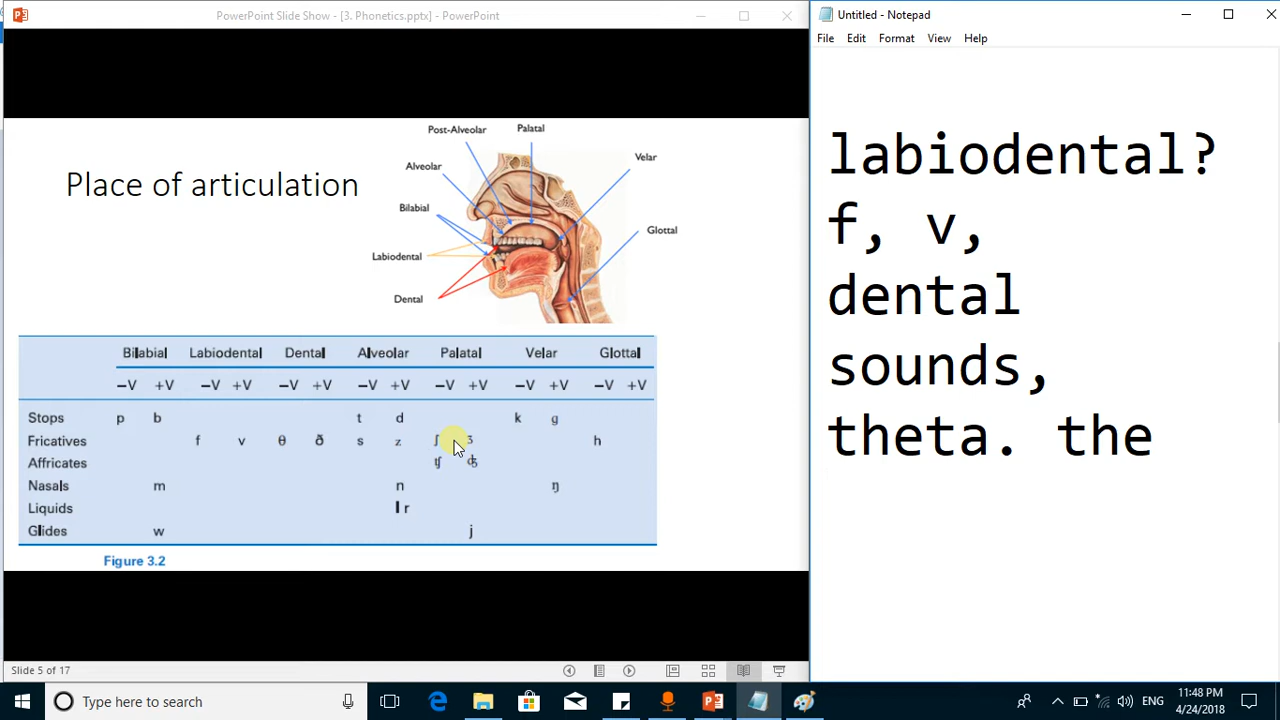 PowerPoint Slide Show - [3. Phonetics.pptx] - PowerPoint
Untitled - Notepad
File Edit Format View Help
Place of articulation
Post-Alveolar
Palatal
Alveolar
Velar
Bilabial
Glottal
Labiodental
Dental
Bilabial Labiodental Dental Alveolar Palatal Velar Glottal
−V +V −V +V −V +V −V +V −V +V −V +V −V +V
Stops p b t d k g
Fricatives f v θ ð s z ʃ ʒ h
Affricates ʧ ʤ
Nasals m n ŋ
Liquids l r
Glides w j
Figure 3.2
labiodental?
f, v,
dental
sounds,
theta. the
Slide 5 of 17
Type here to search
ENG
11:48 PM
4/24/2018